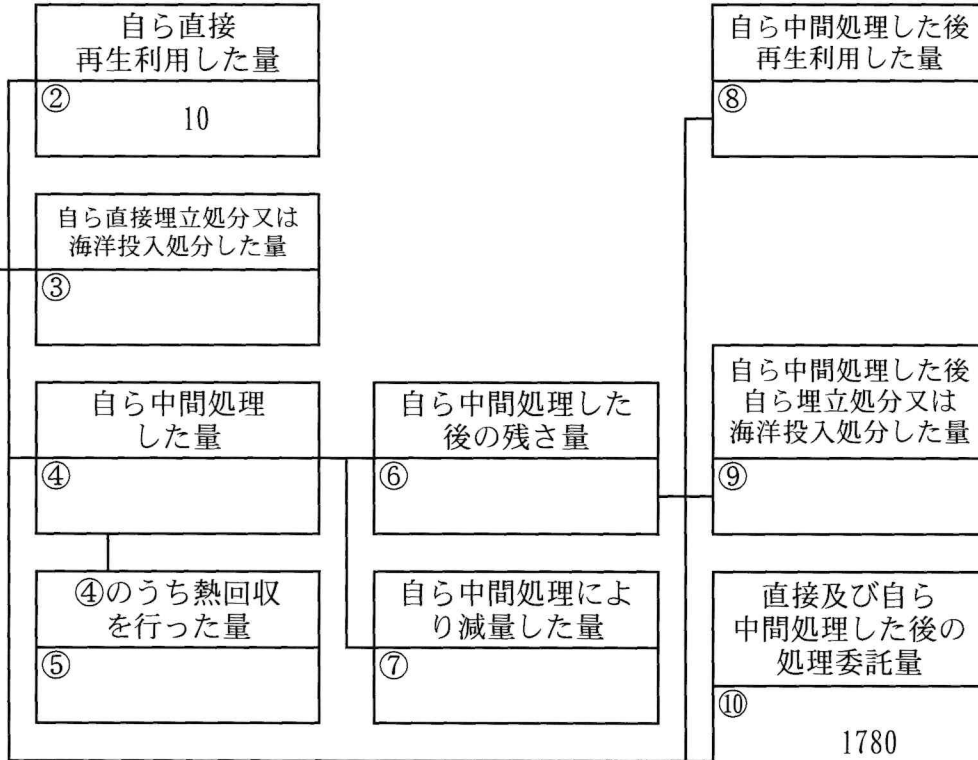 自ら直接
再生利用した量
②
10
自ら直接埋立処分又は
海洋投入処分した量
③
自ら中間処理
した量
④
④のうち熱回収
を行った量
⑤
自ら中間処理した
後の残さ量
⑥
自ら中間処理によ
り減量した量
⑦
自ら中間処理した後
再生利用した量
⑧
自ら中間処理した後
自ら埋立処分又は
海洋投入処分した量
⑨
直接及び自ら
中間処理した後の
処理委託量
⑩
1780